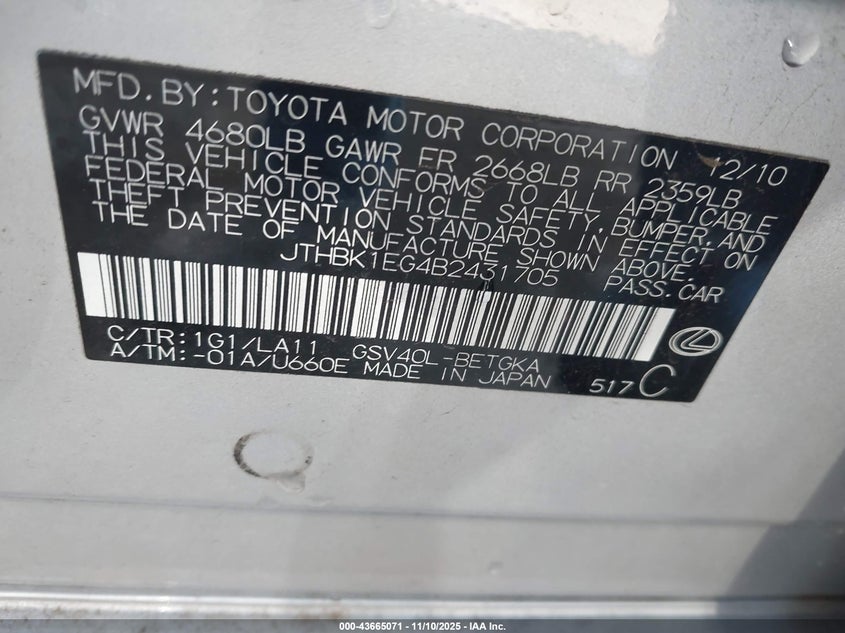 MFD. BY: TOYOTA MOTOR CORPORATION 12/10
GVWR 4680LB GAWR FR 2668LB RR 2359LB
THIS VEHICLE CONFORMS TO ALL APPLICABLE
FEDERAL MOTOR VEHICLE SAFETY, BUMPER, AND
THEFT PREVENTION STANDARDS IN EFFECT ON
THE DATE OF MANUFACTURE SHOWN ABOVE.
JTHBK1EG4B2431705 PASS. CAR
C/TR: 1G1/LA11 GSV40L-BETGKA
A/TM: -01A/U660E MADE IN JAPAN 517 C
000-43665071 - 11/10/2025 - IAA Inc.